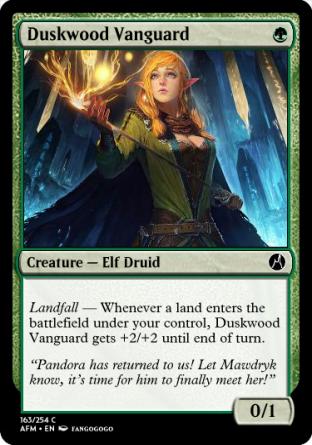 Duskwood Vanguard
Creature — Elf Druid
Landfall — Whenever a land enters the
battlefield under your control, Duskwood
Vanguard gets +2/+2 until end of turn.
“Pandora has returned to us! Let Mawdryk
know, it’s time for him to finally meet her!”
0/1
163/254 C
AFM • EN FANGOGOGO